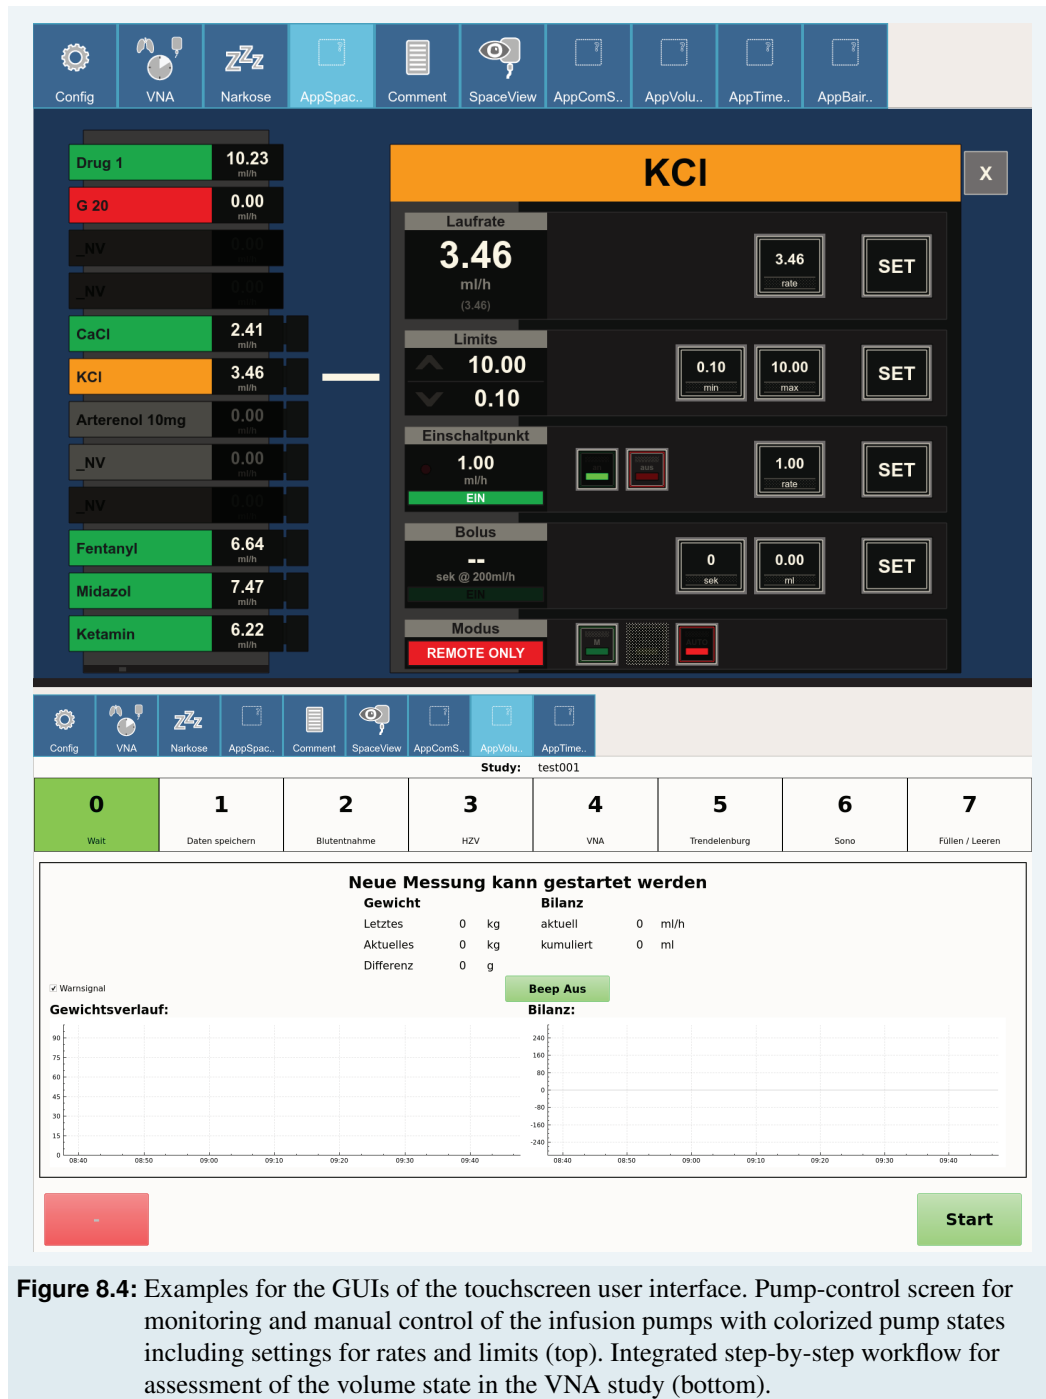 Config VNA Narkose AppSpac.. Comment SpaceView AppComS.. AppVolu.. AppTime.. AppBair..
Drug 1 10.23 ml/h
G 20 0.00 ml/h
_NV 0.00
_NV 0.00
CaCl 2.41 ml/h
KCl 3.46 ml/h
Arterenol 10mg 0.00 ml/h
_NV 0.00 ml/h
_NV 0.00
Fentanyl 6.64 ml/h
Midazol 7.47 ml/h
Ketamin 6.22 ml/h
KCl
X
Laufrate
3.46
ml/h
(3.46)
3.46 rate
SET
Limits
10.00
0.10
0.10 min
10.00 max
SET
Einschaltpunkt
1.00
ml/h
EIN
aus
1.00 rate
SET
Bolus
--
sek @ 200ml/h
EIN
0 sek
0.00 ml
SET
Modus
REMOTE ONLY
M
AUTO
Config VNA Narkose AppSpac.. Comment SpaceView AppComS.. AppVolu.. AppTime..
Study: test001
0 1 2 3 4 5 6 7
Wait Daten speichern Blutentnahme HZV VNA Trendelenburg Sono Füllen / Leeren
Neue Messung kann gestartet werden
Gewicht Bilanz
Letztes 0 kg aktuell 0 ml/h
Aktuelles 0 kg kumuliert 0 ml
Differenz 0 g
Warnsignal
Beep Aus
Gewichtsverlauf: Bilanz:
90
75
60
45
30
15
0
08:40 08:50 09:00 09:10 09:20 09:30 09:40
240
160
80
0
-80
-160
-240
08:40 08:50 09:00 09:10 09:20 09:30 09:40
-
Start
Figure 8.4: Examples for the GUIs of the touchscreen user interface. Pump-control screen for
monitoring and manual control of the infusion pumps with colorized pump states
including settings for rates and limits (top). Integrated step-by-step workflow for
assessment of the volume state in the VNA study (bottom).